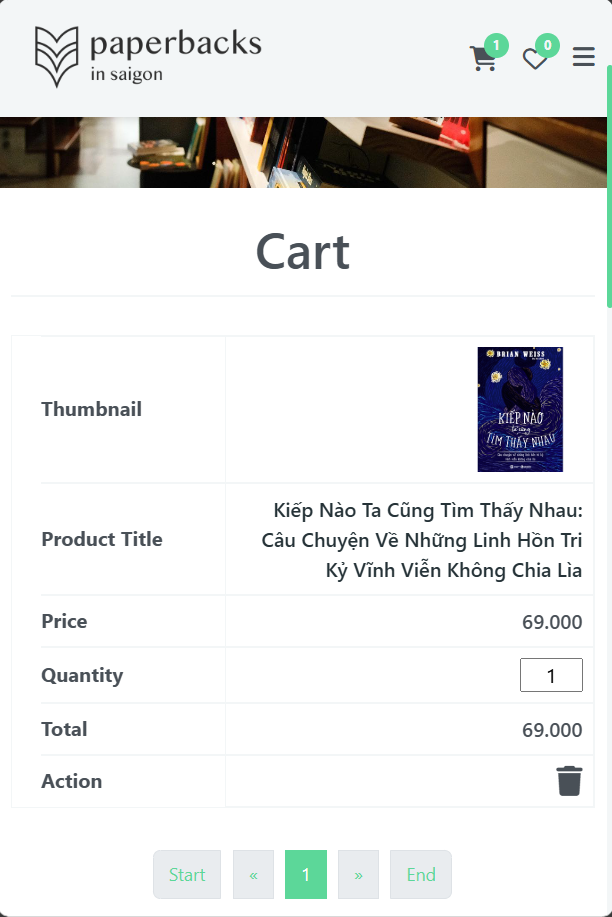 paperbacks
in saigon
1
0
Cart
Thumbnail
BRIAN WEISS
KIẾP NÀO
ta cũng
TÌM THẤY NHAU
Product Title
Kiếp Nào Ta Cũng Tìm Thấy Nhau:
Câu Chuyện Về Những Linh Hồn Tri
Kỷ Vĩnh Viễn Không Chia Lìa
Price
69.000
Quantity
1
Total
69.000
Action
Start
«
1
»
End